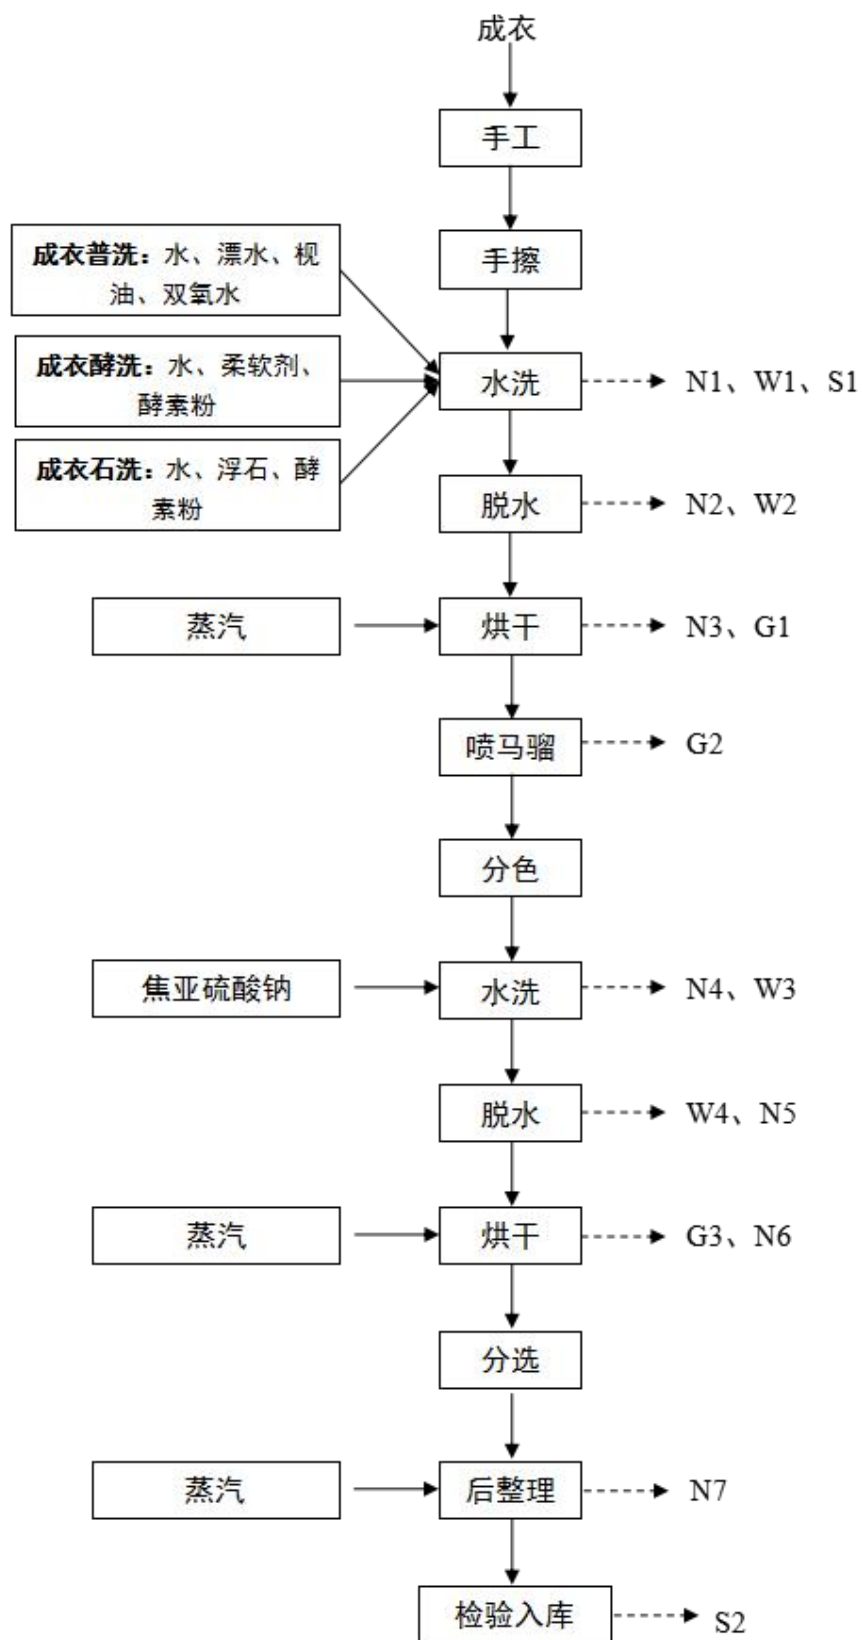 成衣
手工
手擦
成衣普洗：水、漂水、枧
油、双氧水
成衣酵洗：水、柔软剂、
酵素粉
成衣石洗：水、浮石、酵
素粉
水洗
N1、W1、S1
脱水
N2、W2
蒸汽
烘干
N3、G1
喷马骝
G2
分色
焦亚硫酸钠
水洗
N4、W3
脱水
W4、N5
蒸汽
烘干
G3、N6
分选
蒸汽
后整理
N7
检验入库
S2